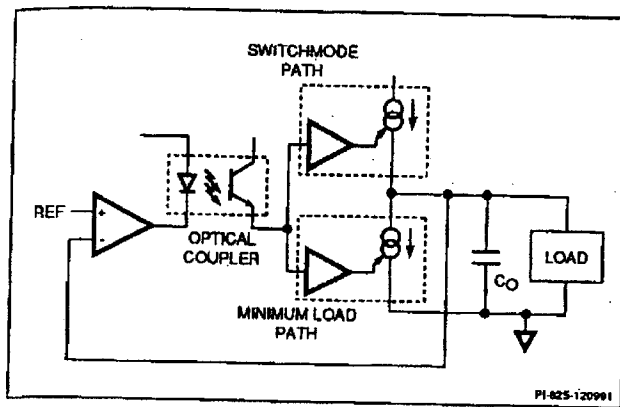 SWITCHMODE
PATH
REF
+
-
OPTICAL
COUPLER
MINIMUM LOAD
PATH
CO
LOAD
PI-825-120991